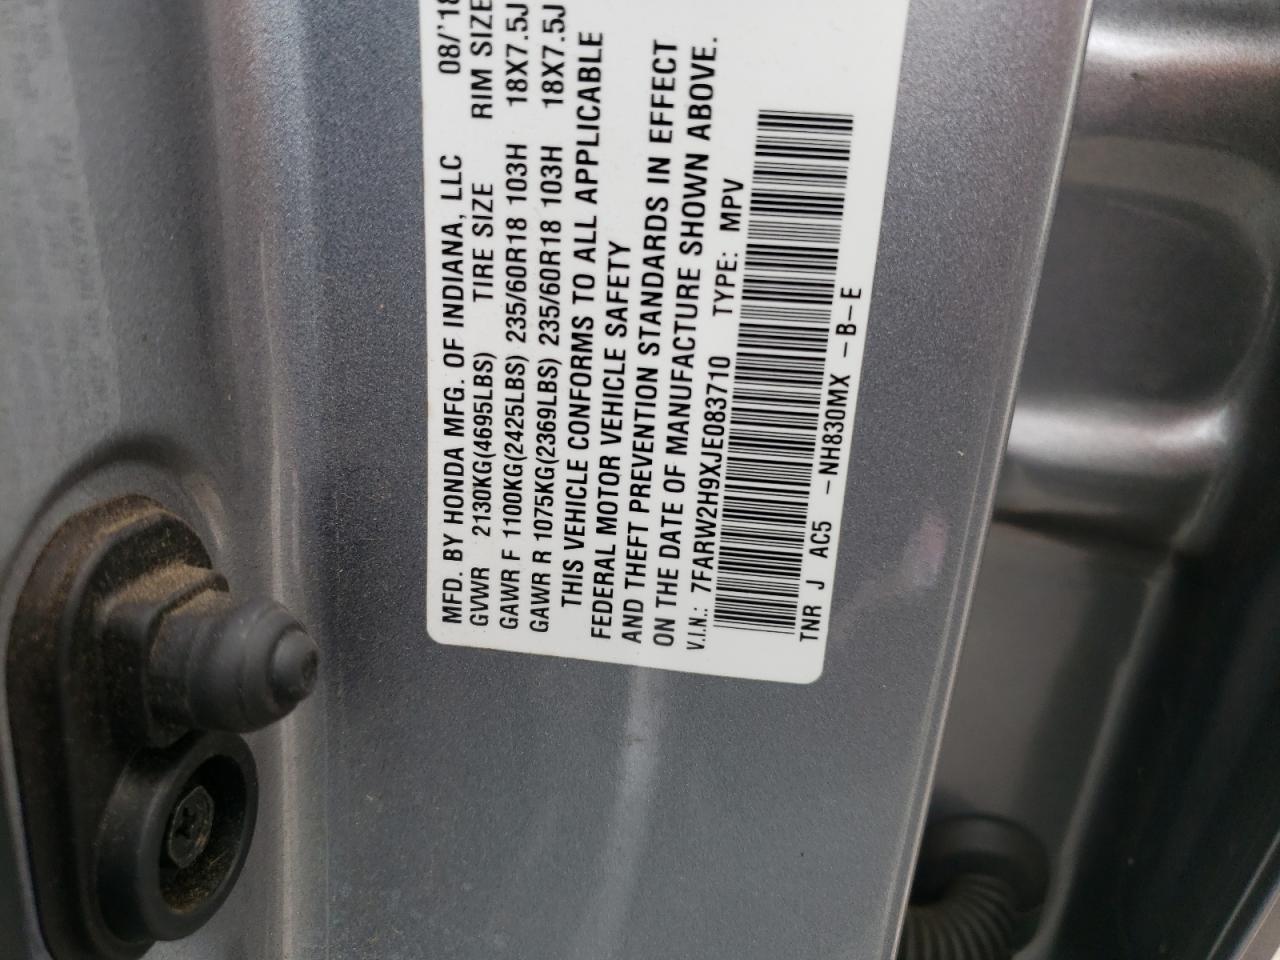 MFD. BY HONDA MFG. OF INDIANA, LLC 08/'18
GVWR 2130KG(4695LBS) TIRE SIZE RIM SIZE
GAWR F 1100KG(2425LBS) 235/60R18 103H 18X7.5J
GAWR R 1075KG(2369LBS) 235/60R18 103H 18X7.5J
THIS VEHICLE CONFORMS TO ALL APPLICABLE
FEDERAL MOTOR VEHICLE SAFETY
AND THEFT PREVENTION STANDARDS IN EFFECT
ON THE DATE OF MANUFACTURE SHOWN ABOVE.
V.I.N.: 7FARW2H9XJE083710 TYPE: MPV
TNR J AC5 -NH830MX -B-E